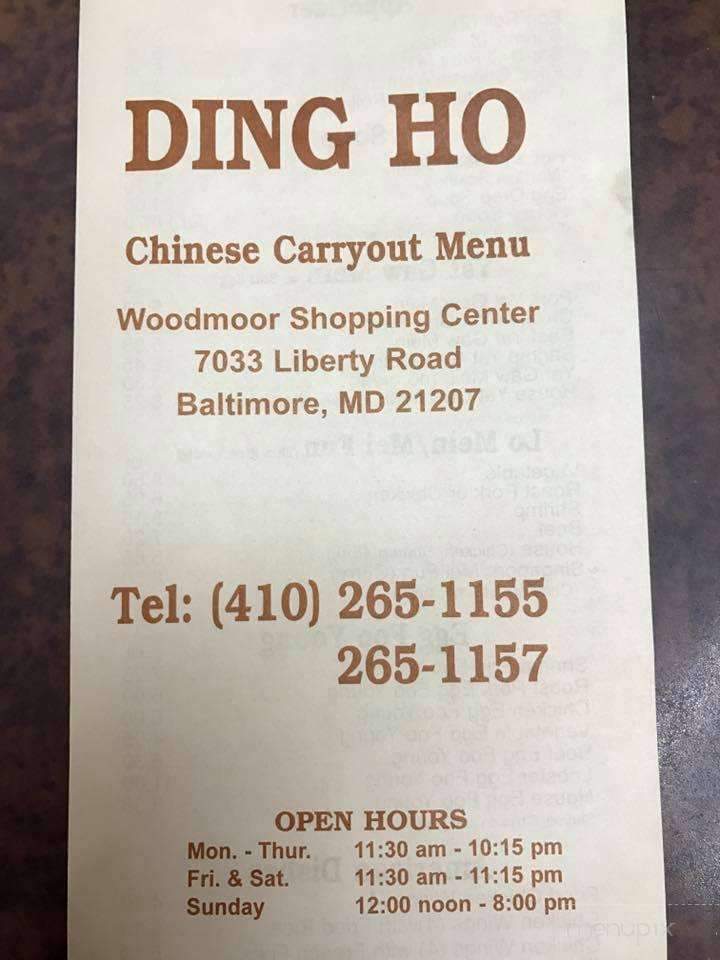 DING HO
Chinese Carryout Menu
Woodmoor Shopping Center
7033 Liberty Road
Baltimore, MD 21207
Tel: (410) 265-1155
265-1157
OPEN HOURS
Mon. - Thur. 11:30 am - 10:15 pm
Fri. & Sat. 11:30 am - 11:15 pm
Sunday 12:00 noon - 8:00 pm
menupix